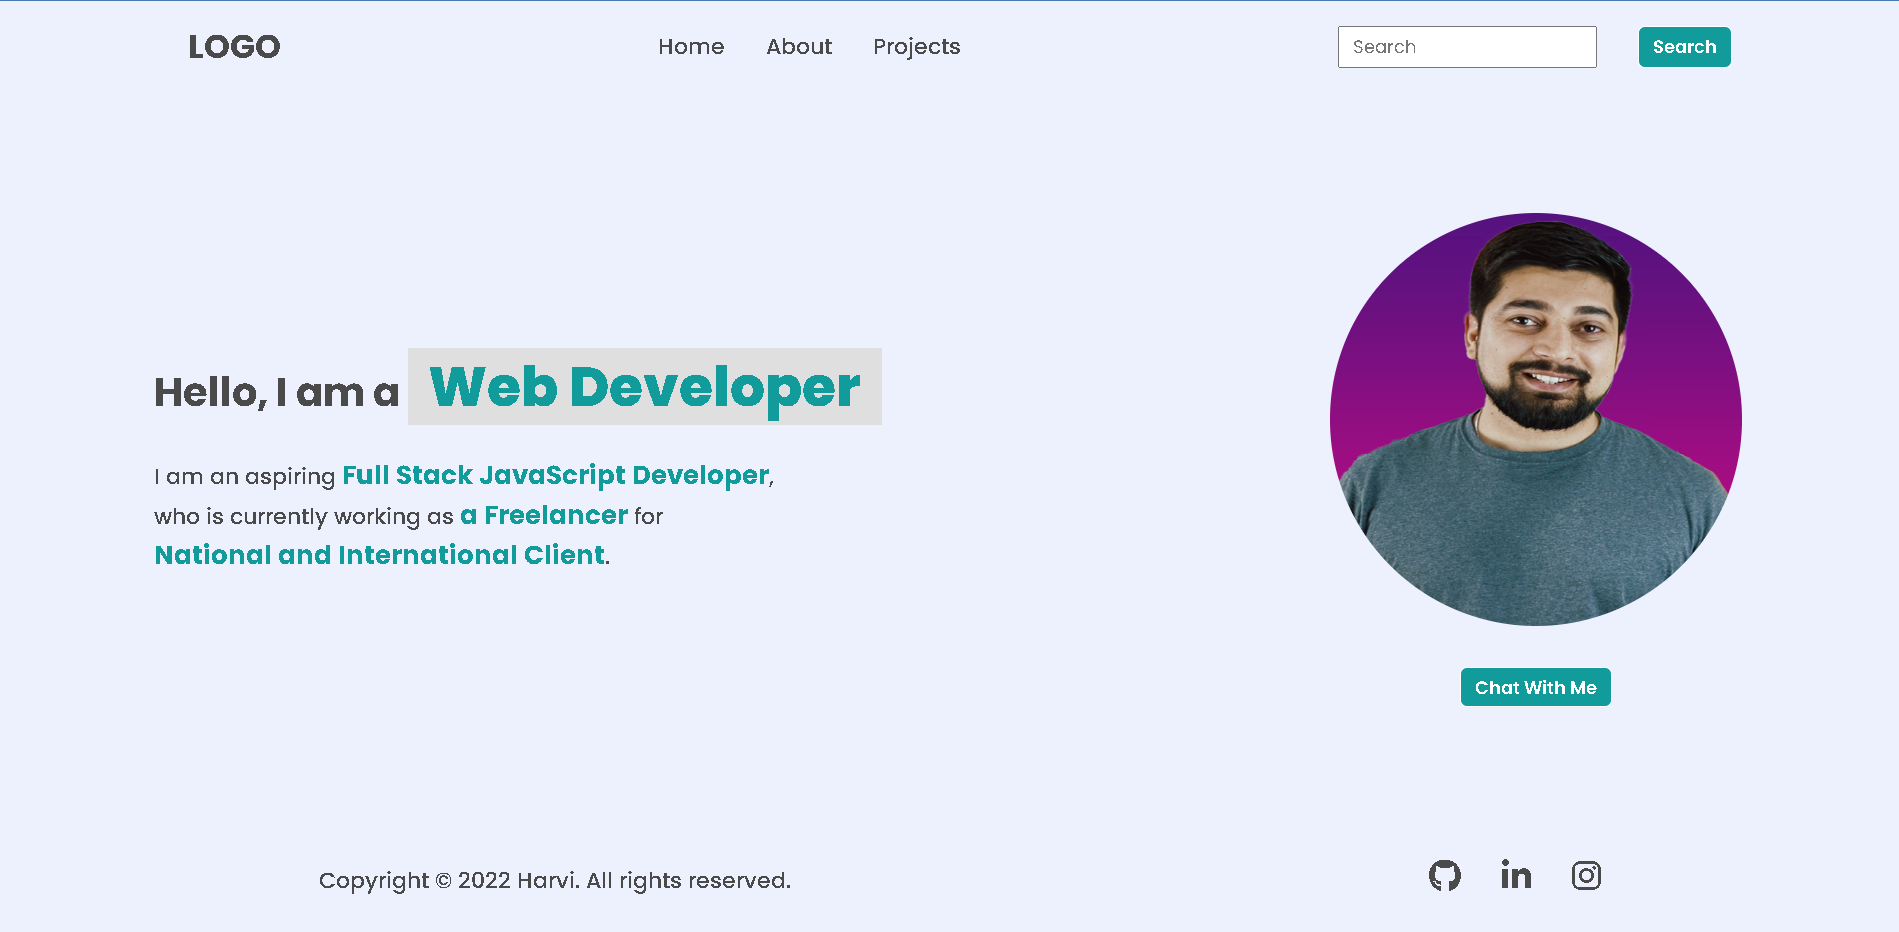 LOGO
Home
About
Projects
Search
Search
Hello, I am a Web Developer
I am an aspiring Full Stack JavaScript Developer,
who is currently working as a Freelancer for
National and International Client.
Chat With Me
Copyright © 2022 Harvi. All rights reserved.
in